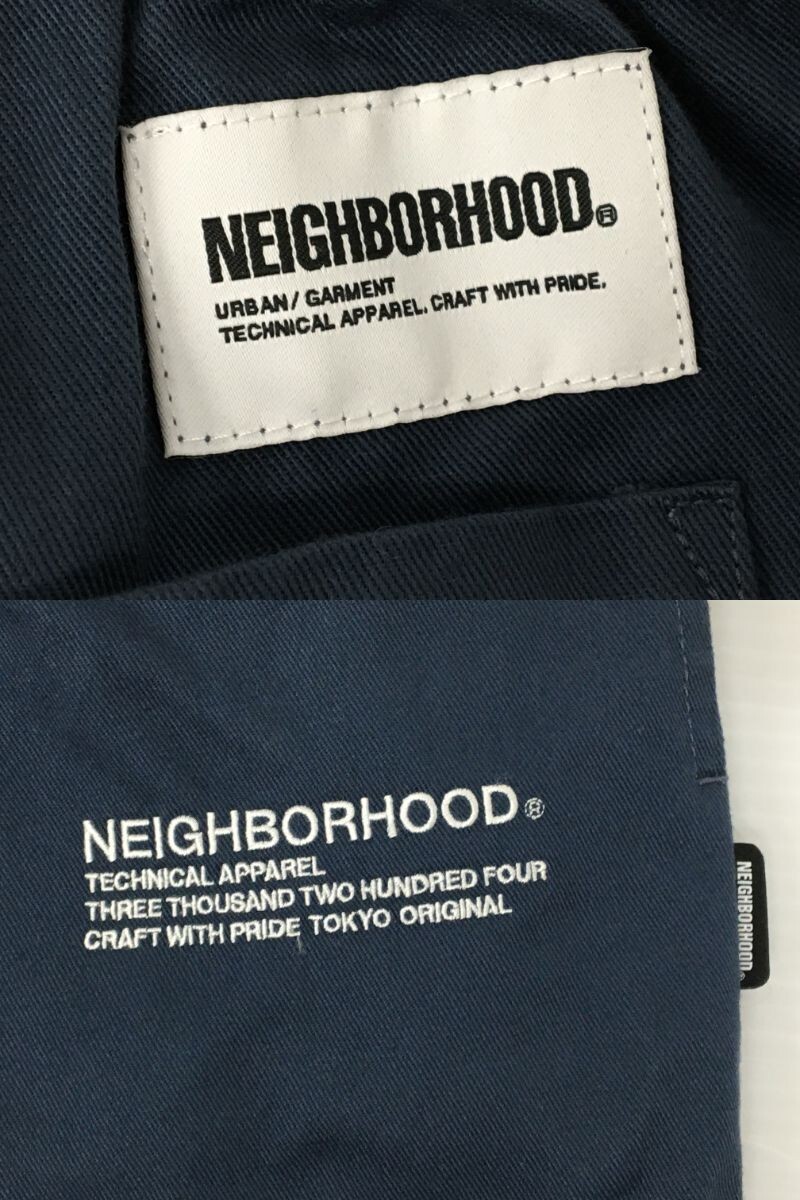 NEIGHBORHOOD®
URBAN/ GARMENT
TECHNICAL APPAREL. CRAFT WITH PRIDE.
NEIGHBORHOOD®
TECHNICAL APPAREL
THREE THOUSAND TWO HUNDRED FOUR
CRAFT WITH PRIDE TOKYO ORIGINAL
NEIGHBORHOOD®